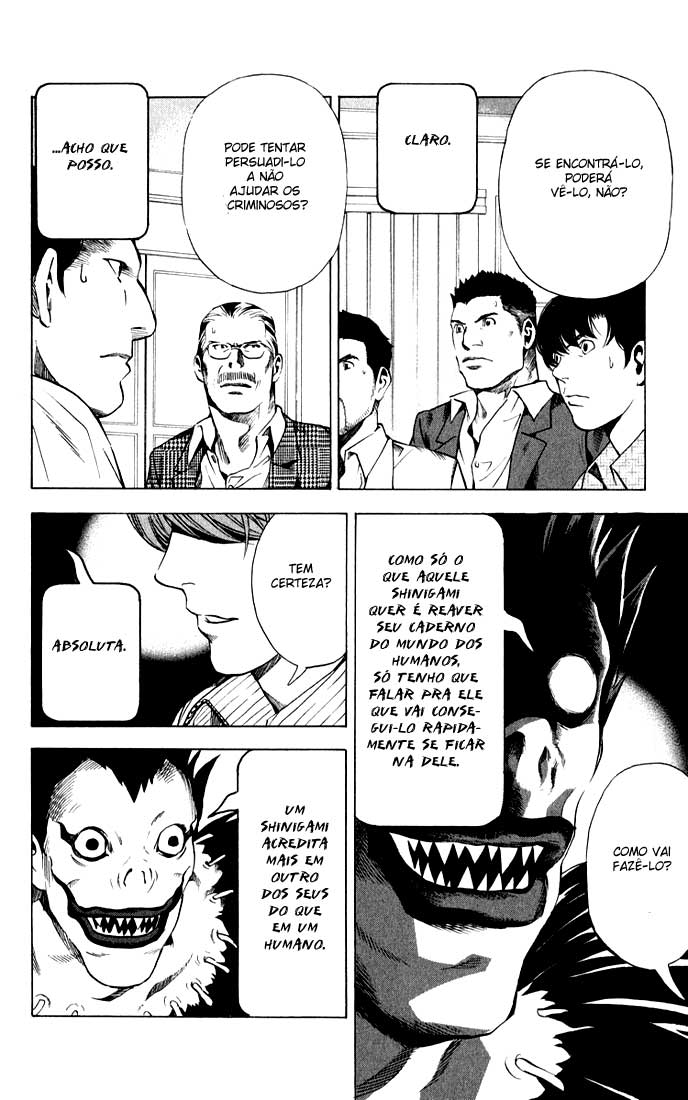 SE ENCONTRÁ-LO,
PODERÁ
VÊ-LO, NÃO?
CLARO.
PODE TENTAR
PERSUADI-LO
A NÃO
AJUDAR OS
CRIMINOSOS?
...ACHO QUE
POSSO.
COMO VAI
FAZÊ-LO?
COMO SÓ O
QUE AQUELE
SHINIGAMI
QUER É REAVER
SEU CADERNO
DO MUNDO DOS
HUMANOS,
SÓ TENHO QUE
FALAR PRA ELE
QUE VAI CONSE-
GUI-LO RAPIDA-
MENTE SE FICAR
NA DELE.
TEM
CERTEZA?
ABSOLUTA.
UM
SHINIGAMI
ACREDITA
MAIS EM
OUTRO
DOS SEUS
DO QUE
EM UM
HUMANO.